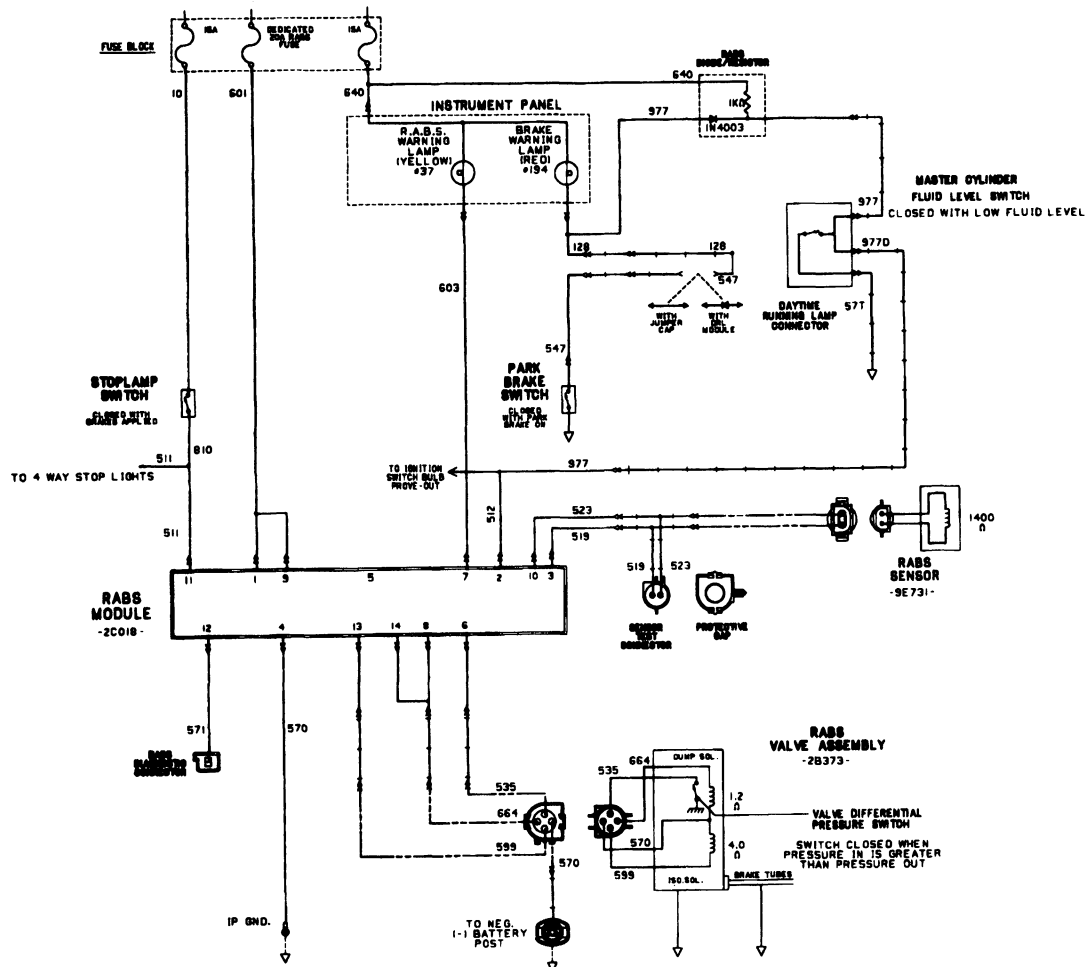 15A
DEDICATED
20A RABS
FUSE
15A
FUSE BLOCK
10
601
640
640
RABS
DIODE/RESISTOR
1KΩ
1N4003
977
INSTRUMENT PANEL
R.A.B.S.
WARNING
LAMP
(YELLOW)
#37
BRAKE
WARNING
LAMP
(RED)
#194
MASTER CYLINDER
FLUID LEVEL SWITCH
CLOSED WITH LOW FLUID LEVEL
977
977D
57T
DAYTIME
RUNNING LAMP
CONNECTOR
128
128
547
WITH
JUMPER
CAP
WITH
DRL
MODULE
603
547
PARK
BRAKE
SWITCH
CLOSED
WITH PARK
BRAKE ON
STOPLAMP
SWITCH
CLOSED WITH
BRAKES APPLIED
511
810
TO 4 WAY STOP LIGHTS
TO IGNITION
SWITCH BULB
PROVE-OUT
977
512
523
519
511
519
523
SENSOR
TEST
CONNECTOR
PROTECTIVE
CAP
1400
Ω
RABS
SENSOR
-9E731-
RABS
MODULE
-2C018-
11 1 9 5 7 2 10 3
12 4 13 14 8 6
571
570
RABS
DIAGNOSTIC
CONNECTOR
IP GND.
535
664
599
570
TO NEG.
(-) BATTERY
POST
RABS
VALVE ASSEMBLY
-2B373-
535
664
570
599
DUMP SOL.
1.2
Ω
4.0
Ω
ISO.SOL.
VALVE DIFFERENTIAL
PRESSURE SWITCH
SWITCH CLOSED WHEN
PRESSURE IN IS GREATER
THAN PRESSURE OUT
BRAKE TUBES